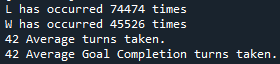 L has occurred 74474 times
W has occurred 45526 times
42 Average turns taken.
42 Average Goal Completion turns taken.